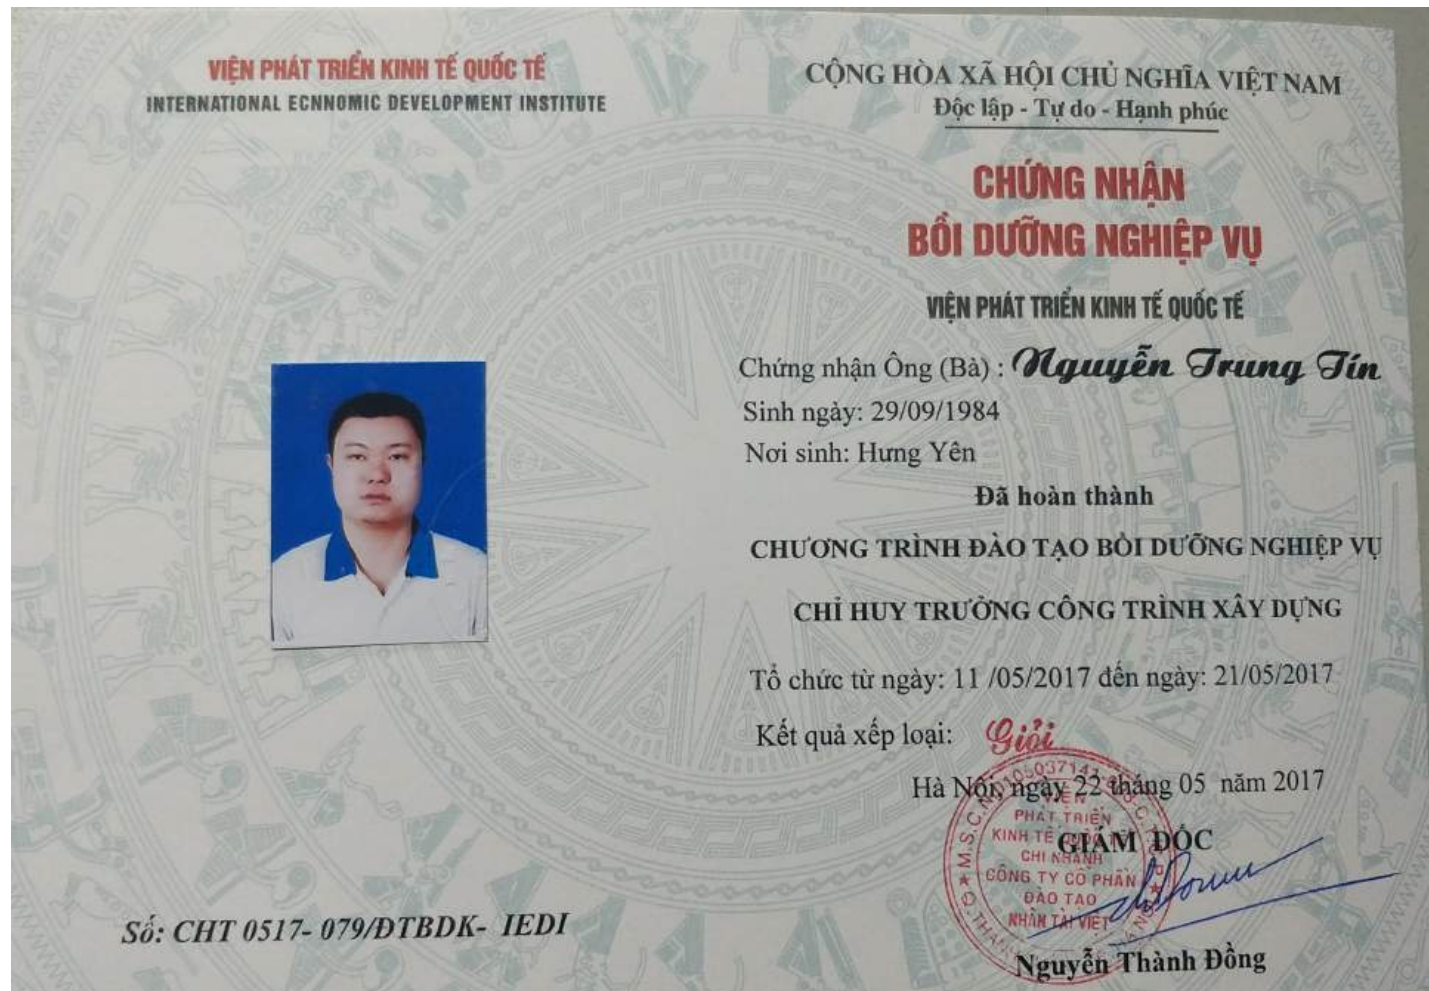 VIỆN PHÁT TRIỂN KINH TẾ QUỐC TẾ
INTERNATIONAL ECNNOMIC DEVELOPMENT INSTITUTE
CỘNG HÒA XÃ HỘI CHỦ NGHĨA VIỆT NAM
Độc lập - Tự do - Hạnh phúc
CHỨNG NHẬN
BỒI DƯỠNG NGHIỆP VỤ
VIỆN PHÁT TRIỂN KINH TẾ QUỐC TẾ
Chứng nhận Ông (Bà) : Nguyễn Trung Tín
Sinh ngày: 29/09/1984
Nơi sinh: Hưng Yên
Đã hoàn thành
CHƯƠNG TRÌNH ĐÀO TẠO BỒI DƯỠNG NGHIỆP VỤ
CHỈ HUY TRƯỞNG CÔNG TRÌNH XÂY DỰNG
Tổ chức từ ngày: 11 /05/2017 đến ngày: 21/05/2017
Kết quả xếp loại: Giỏi
Hà Nội, ngày 22 tháng 05 năm 2017
GIÁM ĐỐC
VIỆN
PHÁT TRIỂN
KINH TẾ QUỐC TẾ
CHI NHÁNH
CÔNG TY CỔ PHẦN
ĐÀO TẠO
NHÂN TÀI VIỆT
Nguyễn Thành Đồng
Số: CHT 0517- 079/ĐTBDK- IEDI